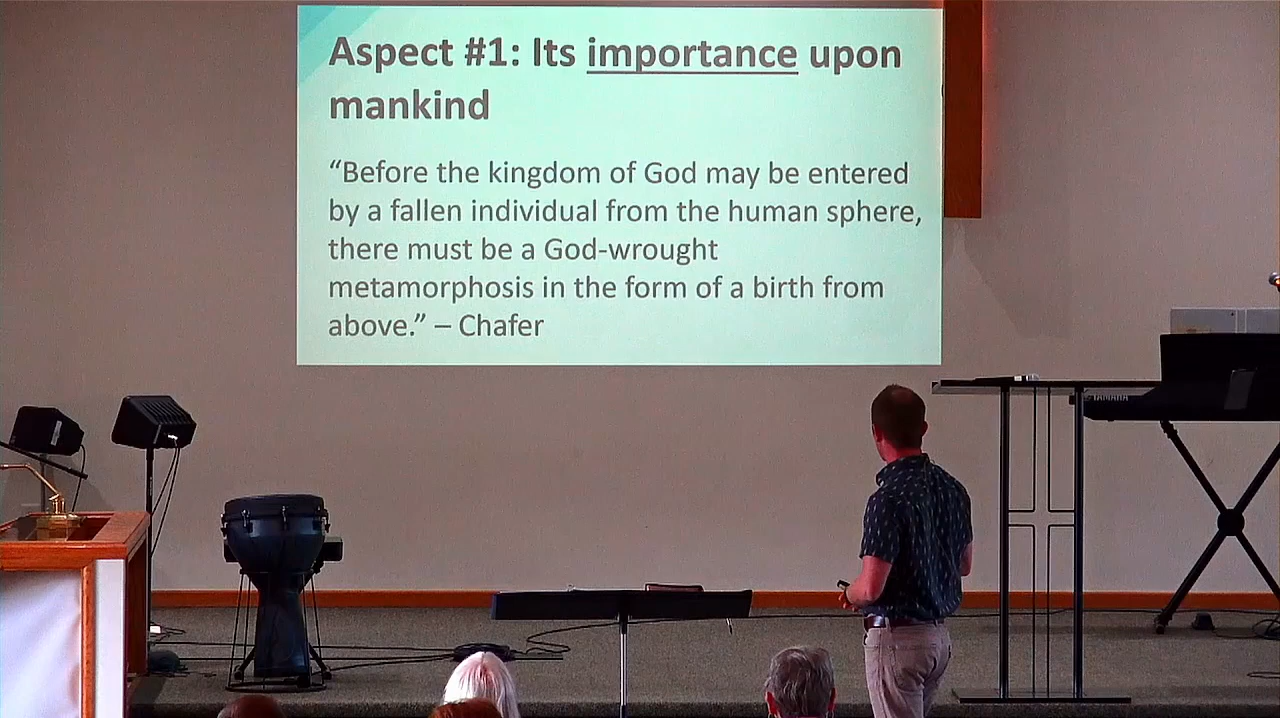 Aspect #1: Its importance upon
mankind
“Before the kingdom of God may be entered
by a fallen individual from the human sphere,
there must be a God-wrought
metamorphosis in the form of a birth from
above.” – Chafer
YAMAHA